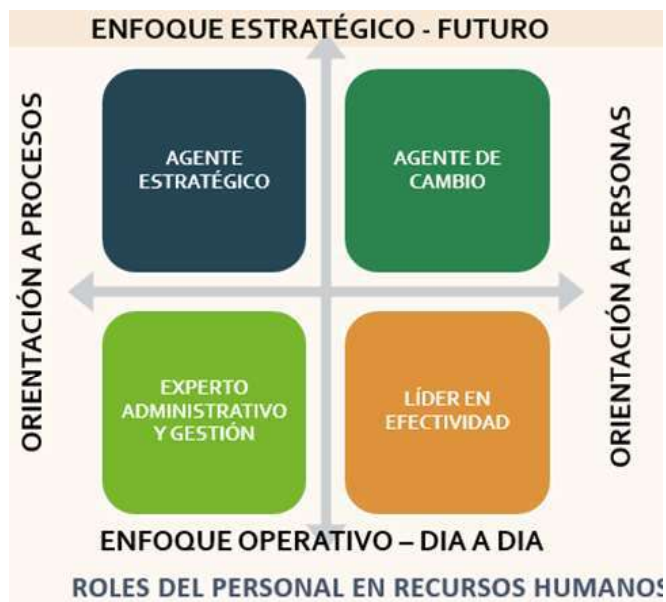 ENFOQUE ESTRATÉGICO - FUTURO
ORIENTACIÓN A PROCESOS
AGENTE
ESTRATÉGICO
AGENTE DE
CAMBIO
ORIENTACIÓN A PERSONAS
EXPERTO
ADMINISTRATIVO
Y GESTIÓN
LÍDER EN
EFECTIVIDAD
ENFOQUE OPERATIVO – DIA A DIA
ROLES DEL PERSONAL EN RECURSOS HUMANOS